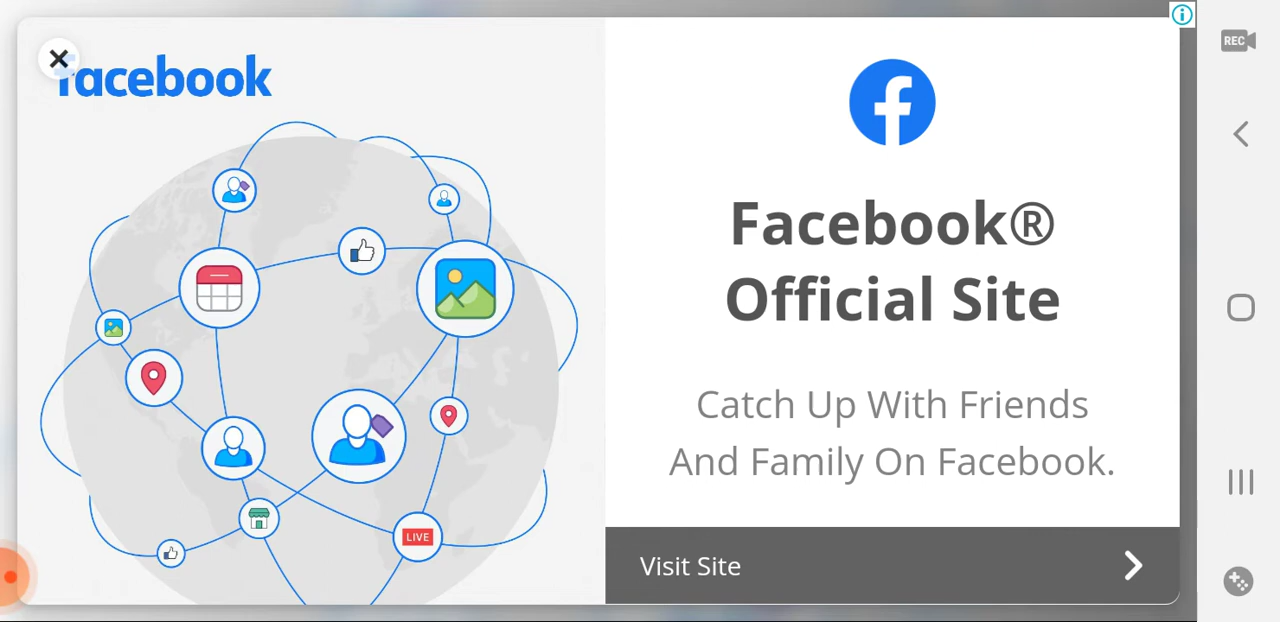 facebook
LIVE
Facebook®
Official Site
Catch Up With Friends
And Family On Facebook.
Visit Site
REC